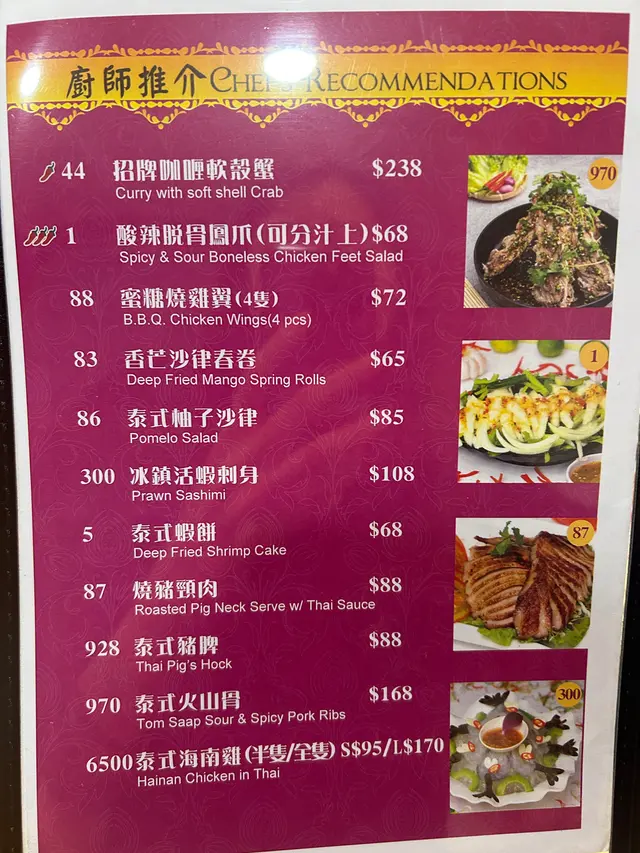 廚師推介 CHEF'S RECOMMENDATIONS
44 招牌咖喱軟殼蟹 $238
Curry with soft shell Crab
970
1 酸辣脱骨鳳爪(可分汁上) $68
Spicy & Sour Boneless Chicken Feet Salad
88 蜜糖燒雞翼(4隻) $72
B.B.Q. Chicken Wings(4 pcs)
83 香芒沙律春卷 $65
Deep Fried Mango Spring Rolls
1
86 泰式柚子沙律 $85
Pomelo Salad
300 冰鎮活蝦刺身 $108
Prawn Sashimi
5 泰式蝦餅 $68
Deep Fried Shrimp Cake
87
87 燒豬頸肉 $88
Roasted Pig Neck Serve w/ Thai Sauce
928 泰式豬脾 $88
Thai Pig's Hock
970 泰式火山骨 $168
Tom Saap Sour & Spicy Pork Ribs
300
6500 泰式海南雞(半隻/全隻) S$95/L$170
Hainan Chicken in Thai